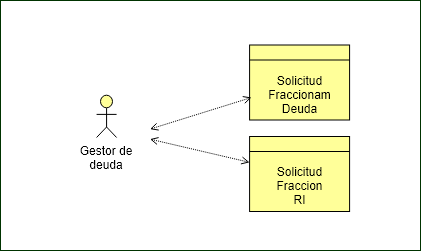 Solicitud
Fraccionam
Deuda
Gestor de
deuda
Solicitud
Fraccion
RI